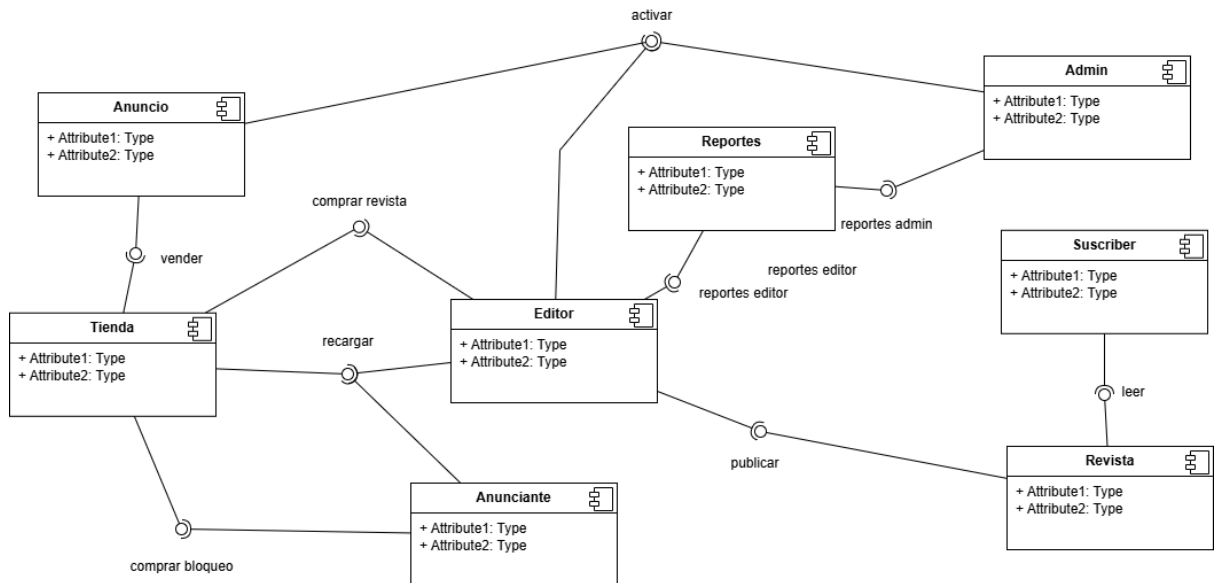 activar
Admin
+ Attribute1: Type
+ Attribute2: Type
Anuncio
+ Attribute1: Type
+ Attribute2: Type
Reportes
+ Attribute1: Type
+ Attribute2: Type
comprar revista
reportes admin
vender
Suscriber
+ Attribute1: Type
+ Attribute2: Type
reportes editor
reportes editor
Tienda
+ Attribute1: Type
+ Attribute2: Type
Editor
+ Attribute1: Type
+ Attribute2: Type
recargar
leer
publicar
Revista
+ Attribute1: Type
+ Attribute2: Type
Anunciante
+ Attribute1: Type
+ Attribute2: Type
comprar bloqueo